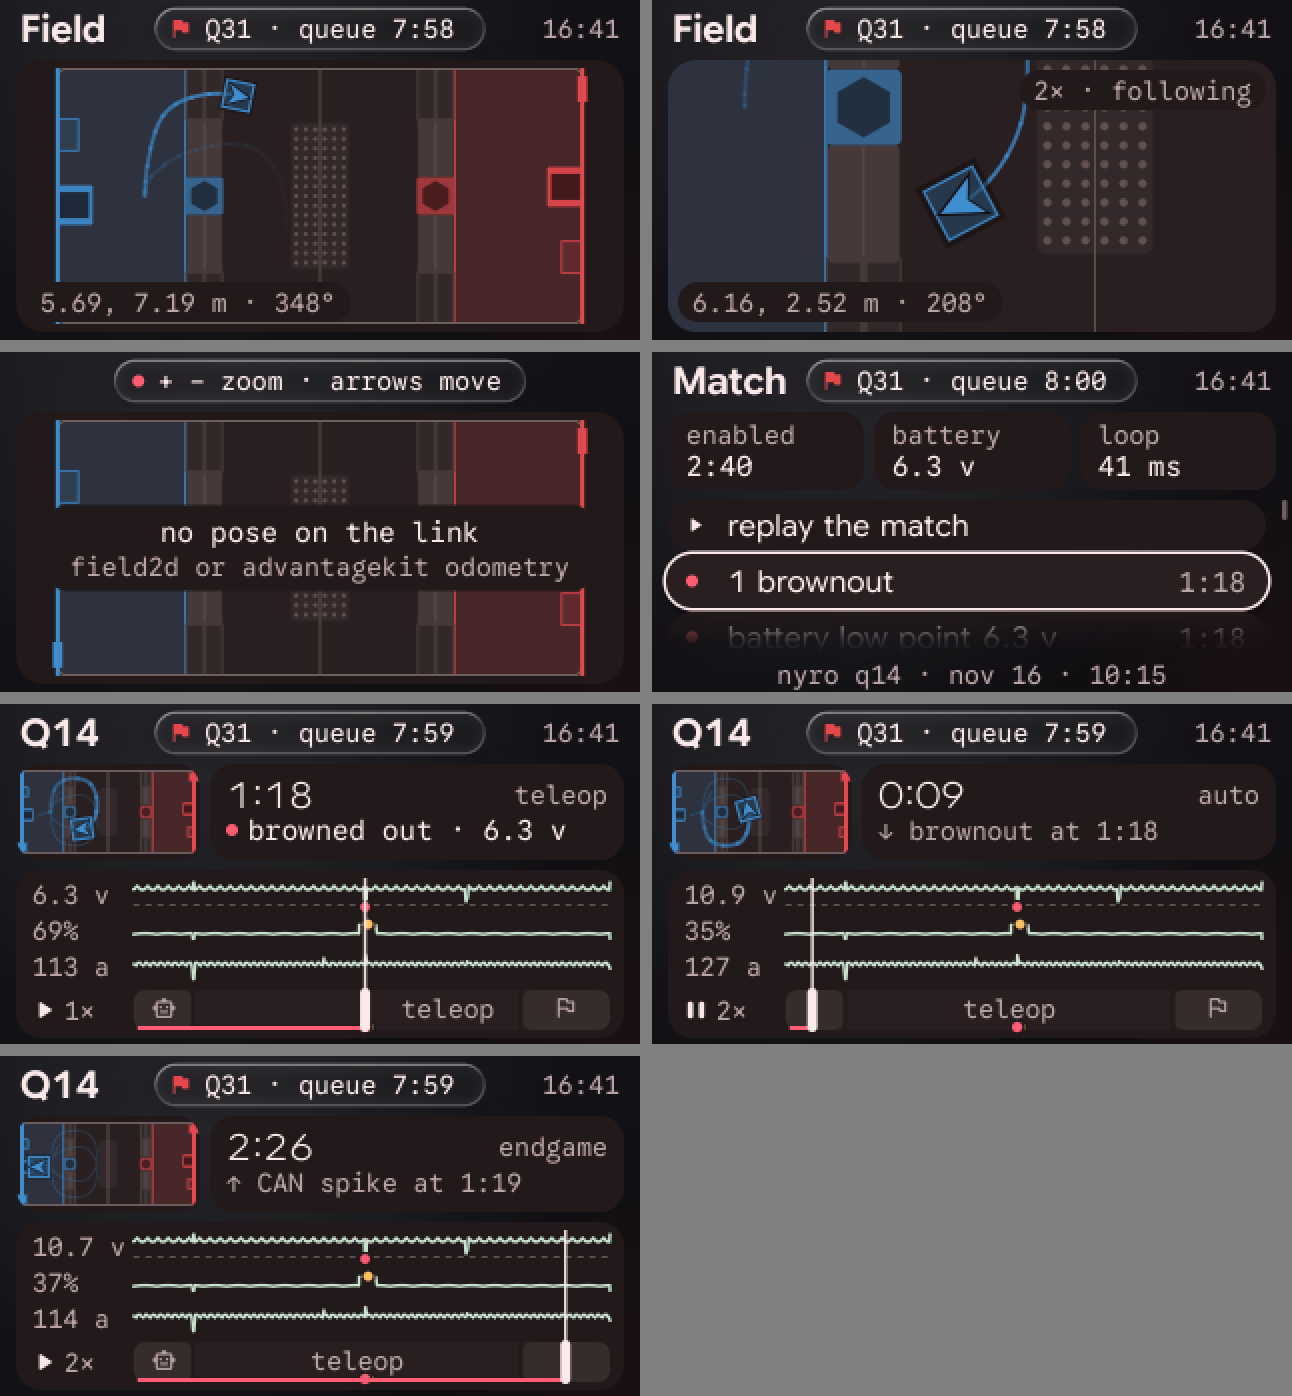 Field
Q31 · queue 7:58
16:41
5.69, 7.19 m · 348°
Field
Q31 · queue 7:58
16:41
2× · following
6.16, 2.52 m · 208°
+ − zoom · arrows move
no pose on the link
field2d or advantagekit odometry
Match
Q31 · queue 8:00
16:41
enabled
2:40
battery
6.3 v
loop
41 ms
replay the match
1 brownout 1:18
battery low point 6.3 v 1:18
nyro q14 · nov 16 · 10:15
Q14
Q31 · queue 7:59
16:41
1:18 teleop
browned out · 6.3 v
6.3 v
69%
113 a
1×
teleop
Q14
Q31 · queue 7:59
16:41
0:09 auto
↓ brownout at 1:18
10.9 v
35%
127 a
2×
teleop
Q14
Q31 · queue 7:59
16:41
2:26 endgame
↑ CAN spike at 1:19
10.7 v
37%
114 a
2×
teleop